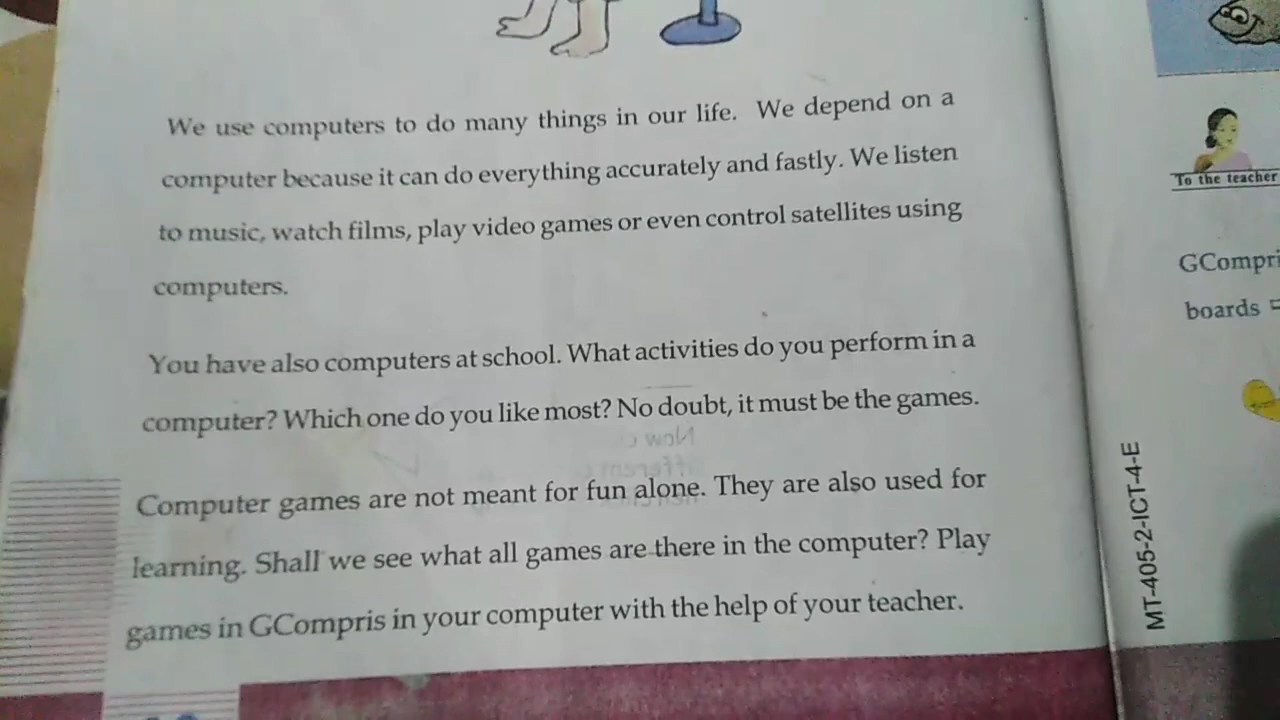 We use computers to do many things in our life. We depend on a
computer because it can do everything accurately and fastly. We listen
to music, watch films, play video games or even control satellites using
computers.
You have also computers at school. What activities do you perform in a
computer? Which one do you like most? No doubt, it must be the games.
Computer games are not meant for fun alone. They are also used for
learning. Shall we see what all games are there in the computer? Play
games in GCompris in your computer with the help of your teacher.
MT-405-2-ICT-4-E
To the teacher
GCompri
boards